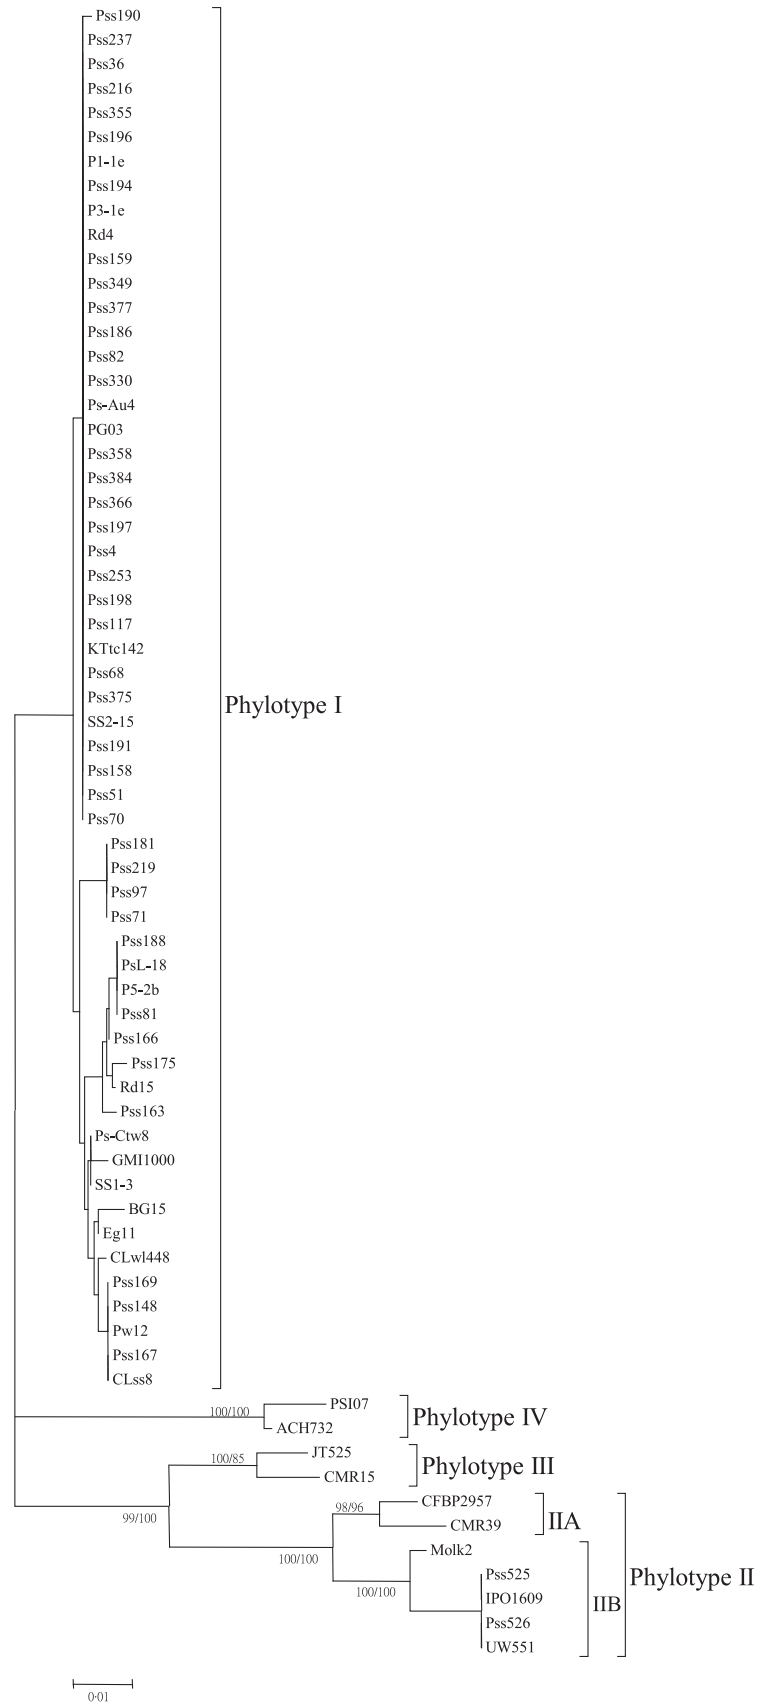 Pss190
Pss237
Pss36
Pss216
Pss355
Pss196
P1-1e
Pss194
P3-1e
Rd4
Pss159
Pss349
Pss377
Pss186
Pss82
Pss330
Ps-Au4
PG03
Pss358
Pss384
Pss366
Pss197
Pss4
Pss253
Pss198
Pss117
KTtc142
Pss68
Pss375
Phylotype I
SS2-15
Pss191
Pss158
Pss51
Pss70
Pss181
Pss219
Pss97
Pss71
Pss188
PsL-18
P5-2b
Pss81
Pss166
Pss175
Rd15
Pss163
Ps-Ctw8
GMI1000
SS1-3
BG15
Eg11
CLwl448
Pss169
Pss148
Pw12
Pss167
CLss8
100/100
PSI07
ACH732
Phylotype IV
100/85
JT525
CMR15
Phylotype III
99/100
98/96
CFBP2957
CMR39
IIA
100/100
Molk2
100/100
Pss525
IPO1609
Pss526
UW551
IIB
Phylotype II
0·01